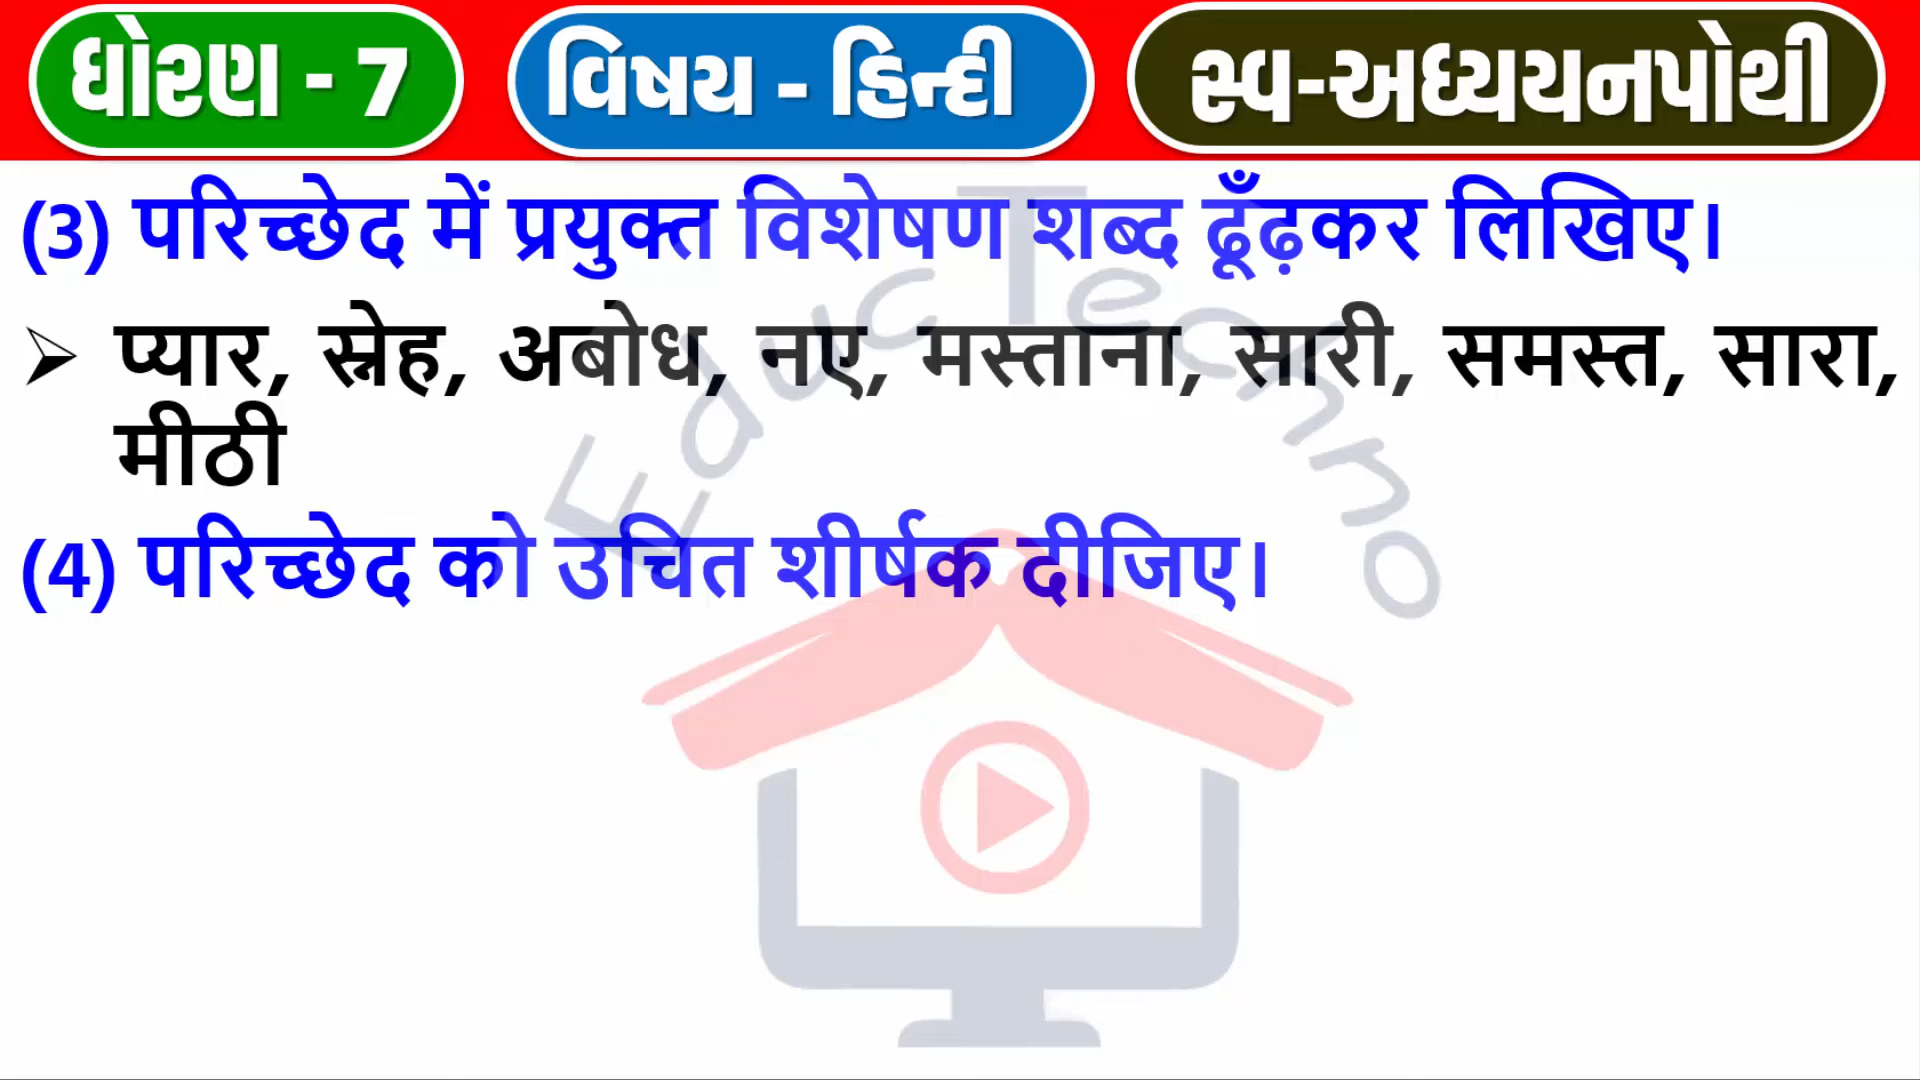 ધોરણ - 7
વિષય - હિન્દી
સ્વ-અધ્યયનપોથી
(3) परिच्छेद में प्रयुक्त विशेषण शब्द ढूँढ़कर लिखिए।
➢ प्यार, स्नेह, अबोध, नए, मस्ताना, सारी, समस्त, सारा,
मीठी
(4) परिच्छेद को उचित शीर्षक दीजिए।
EducTechno